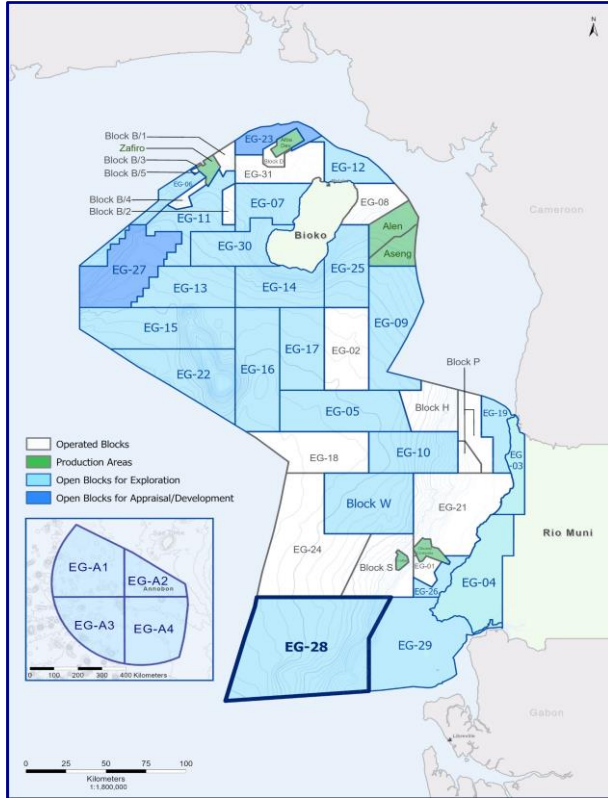 N
Block B/1
Zafiro
Block B/3
Block B/5
Block B/4
Block B/2
EG-23
Alba
Block D
EG-31
EG-12
EG-06
EG-11
EG-07
EG-08
Bioko
Cameroon
Alen
Aseng
EG-30
EG-27
EG-25
EG-13
EG-14
EG-15
EG-09
EG-17
EG-02
EG-22
EG-16
Block P
EG-05
Block H
EG-19
EG-18
EG-10
EG-03
Operated Blocks
Production Areas
Open Blocks for Exploration
Open Blocks for Appraisal/Development
Block W
EG-21
Rio Muni
EG-24
Block S
EG-01
EG-26
EG-04
EG-A1
EG-A2
Annobon
EG-A3
EG-A4
0 100 200 300 400 Kilometers
EG-28
EG-29
Gabon
Libreville
0 25 50 75 100
Kilometers
1:1,800,000